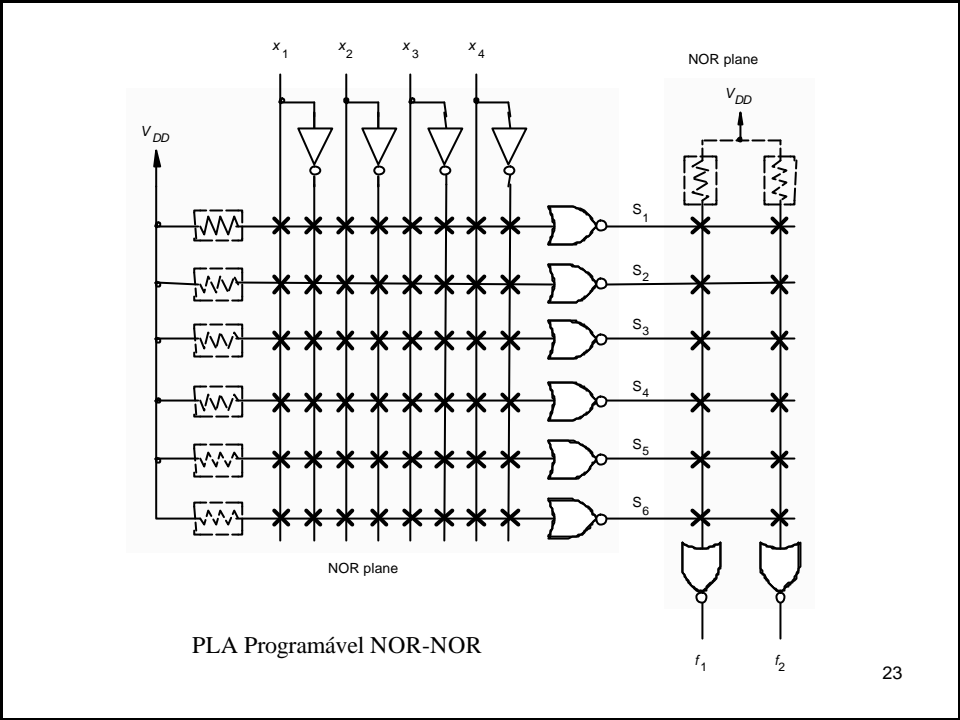 x1 x2 x3 x4
NOR plane
VDD
VDD
S1
S2
S3
S4
S5
S6
NOR plane
PLA Programável NOR-NOR
f1 f2
23